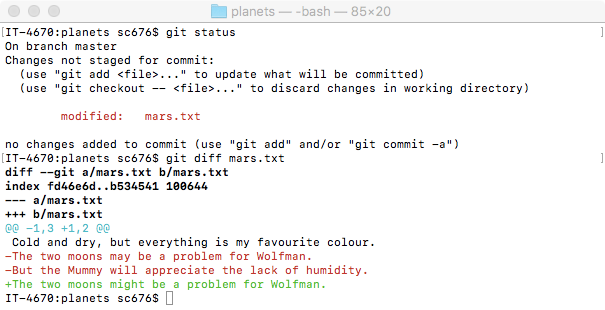 planets — -bash — 85×20
[IT-4670:planets sc676$ git status ]
On branch master
Changes not staged for commit:
  (use "git add <file>..." to update what will be committed)
  (use "git checkout -- <file>..." to discard changes in working directory)
        modified:   mars.txt
no changes added to commit (use "git add" and/or "git commit -a")
[IT-4670:planets sc676$ git diff mars.txt ]
diff --git a/mars.txt b/mars.txt
index fd46e6d..b534541 100644
--- a/mars.txt
+++ b/mars.txt
@@ -1,3 +1,2 @@
 Cold and dry, but everything is my favourite colour.
-The two moons may be a problem for Wolfman.
-But the Mummy will appreciate the lack of humidity.
+The two moons might be a problem for Wolfman.
IT-4670:planets sc676$